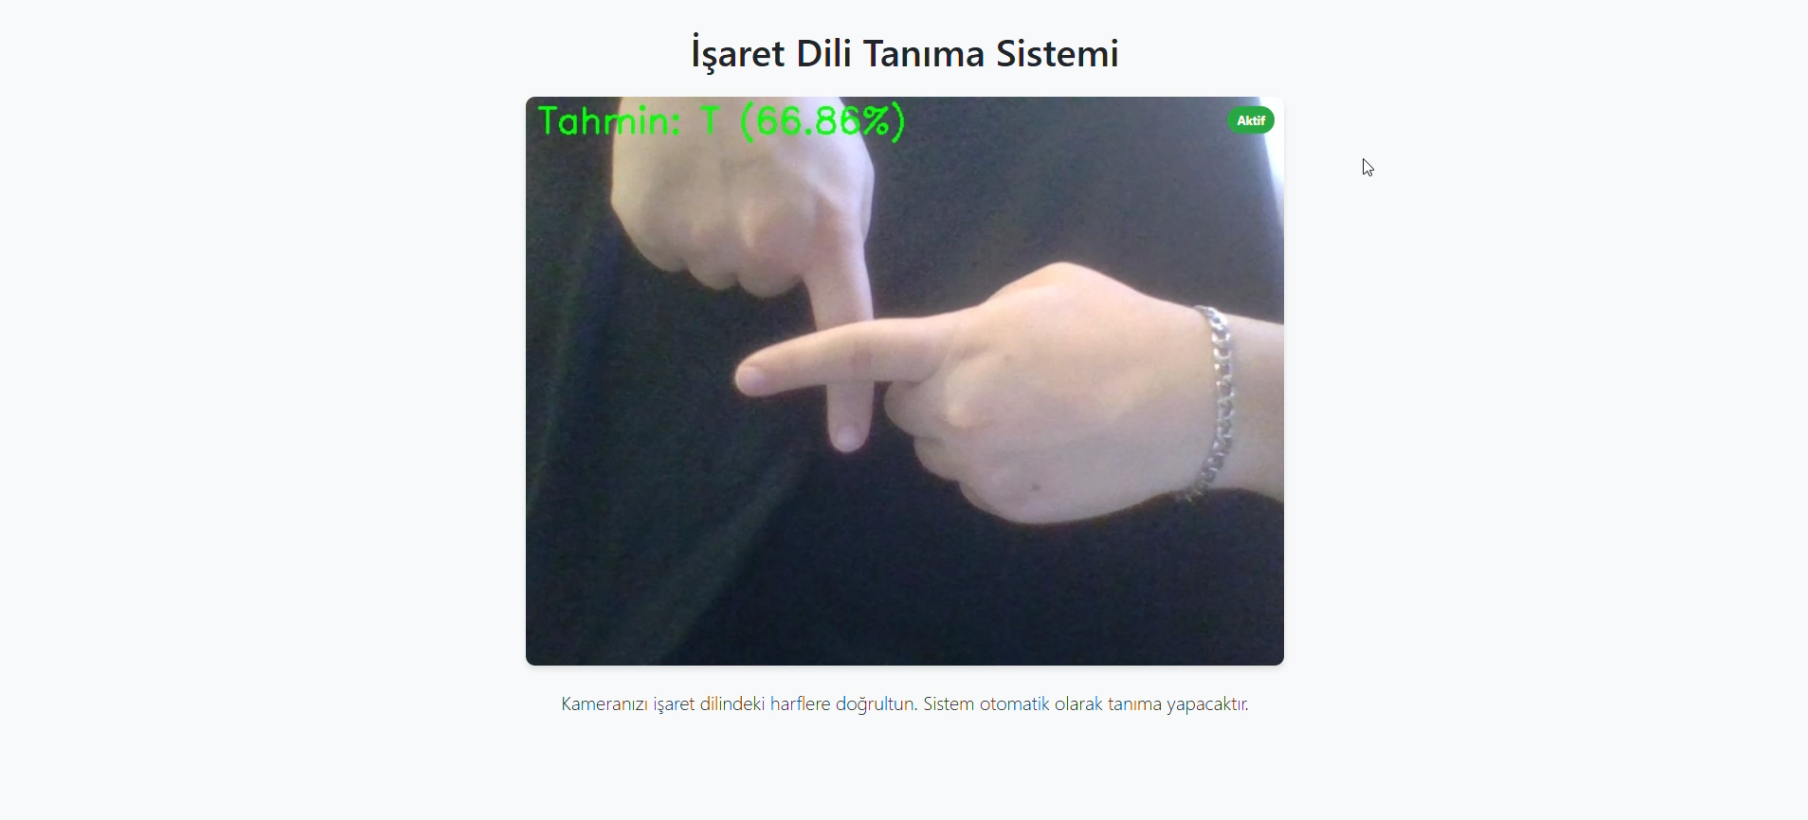 İşaret Dili Tanıma Sistemi
Tahmin: T (66.86%)
Aktif
Kameranızı işaret dilindeki harflere doğrultun. Sistem otomatik olarak tanıma yapacaktır.